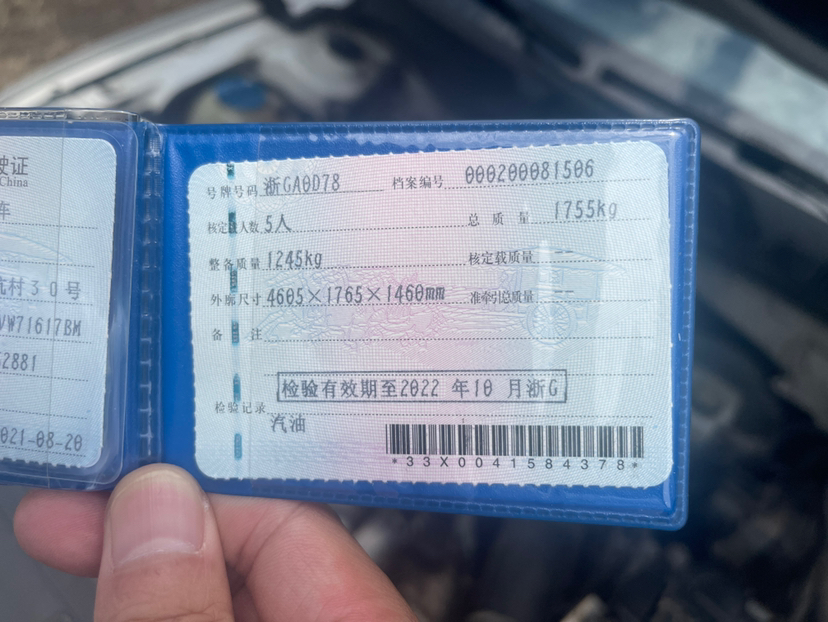 驶证
China
车
坑村30号
VW71617BM
2881
021-08-20
号牌号码 浙GA0D78 档案编号 000200081506
核定载人数 5人 总质量 1755kg
整备质量 1245kg 核定载质量 --
外廓尺寸 4605×1765×1460mm 准牵引总质量 --
备注
检验有效期至2022年10月浙G
检验记录
汽油
*33X0041584378*